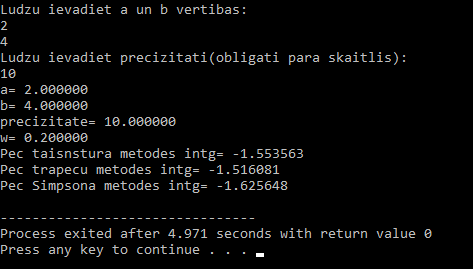 Ludzu ievadiet a un b vertibas:
2
4
Ludzu ievadiet precizitati(obligati para skaitlis):
10
a= 2.000000
b= 4.000000
precizitate= 10.000000
w= 0.200000
Pec taisnstura metodes intg= -1.553563
Pec trapecu metodes intg= -1.516081
Pec Simpsona metodes intg= -1.625648
--------------------------------
Process exited after 4.971 seconds with return value 0
Press any key to continue . . .